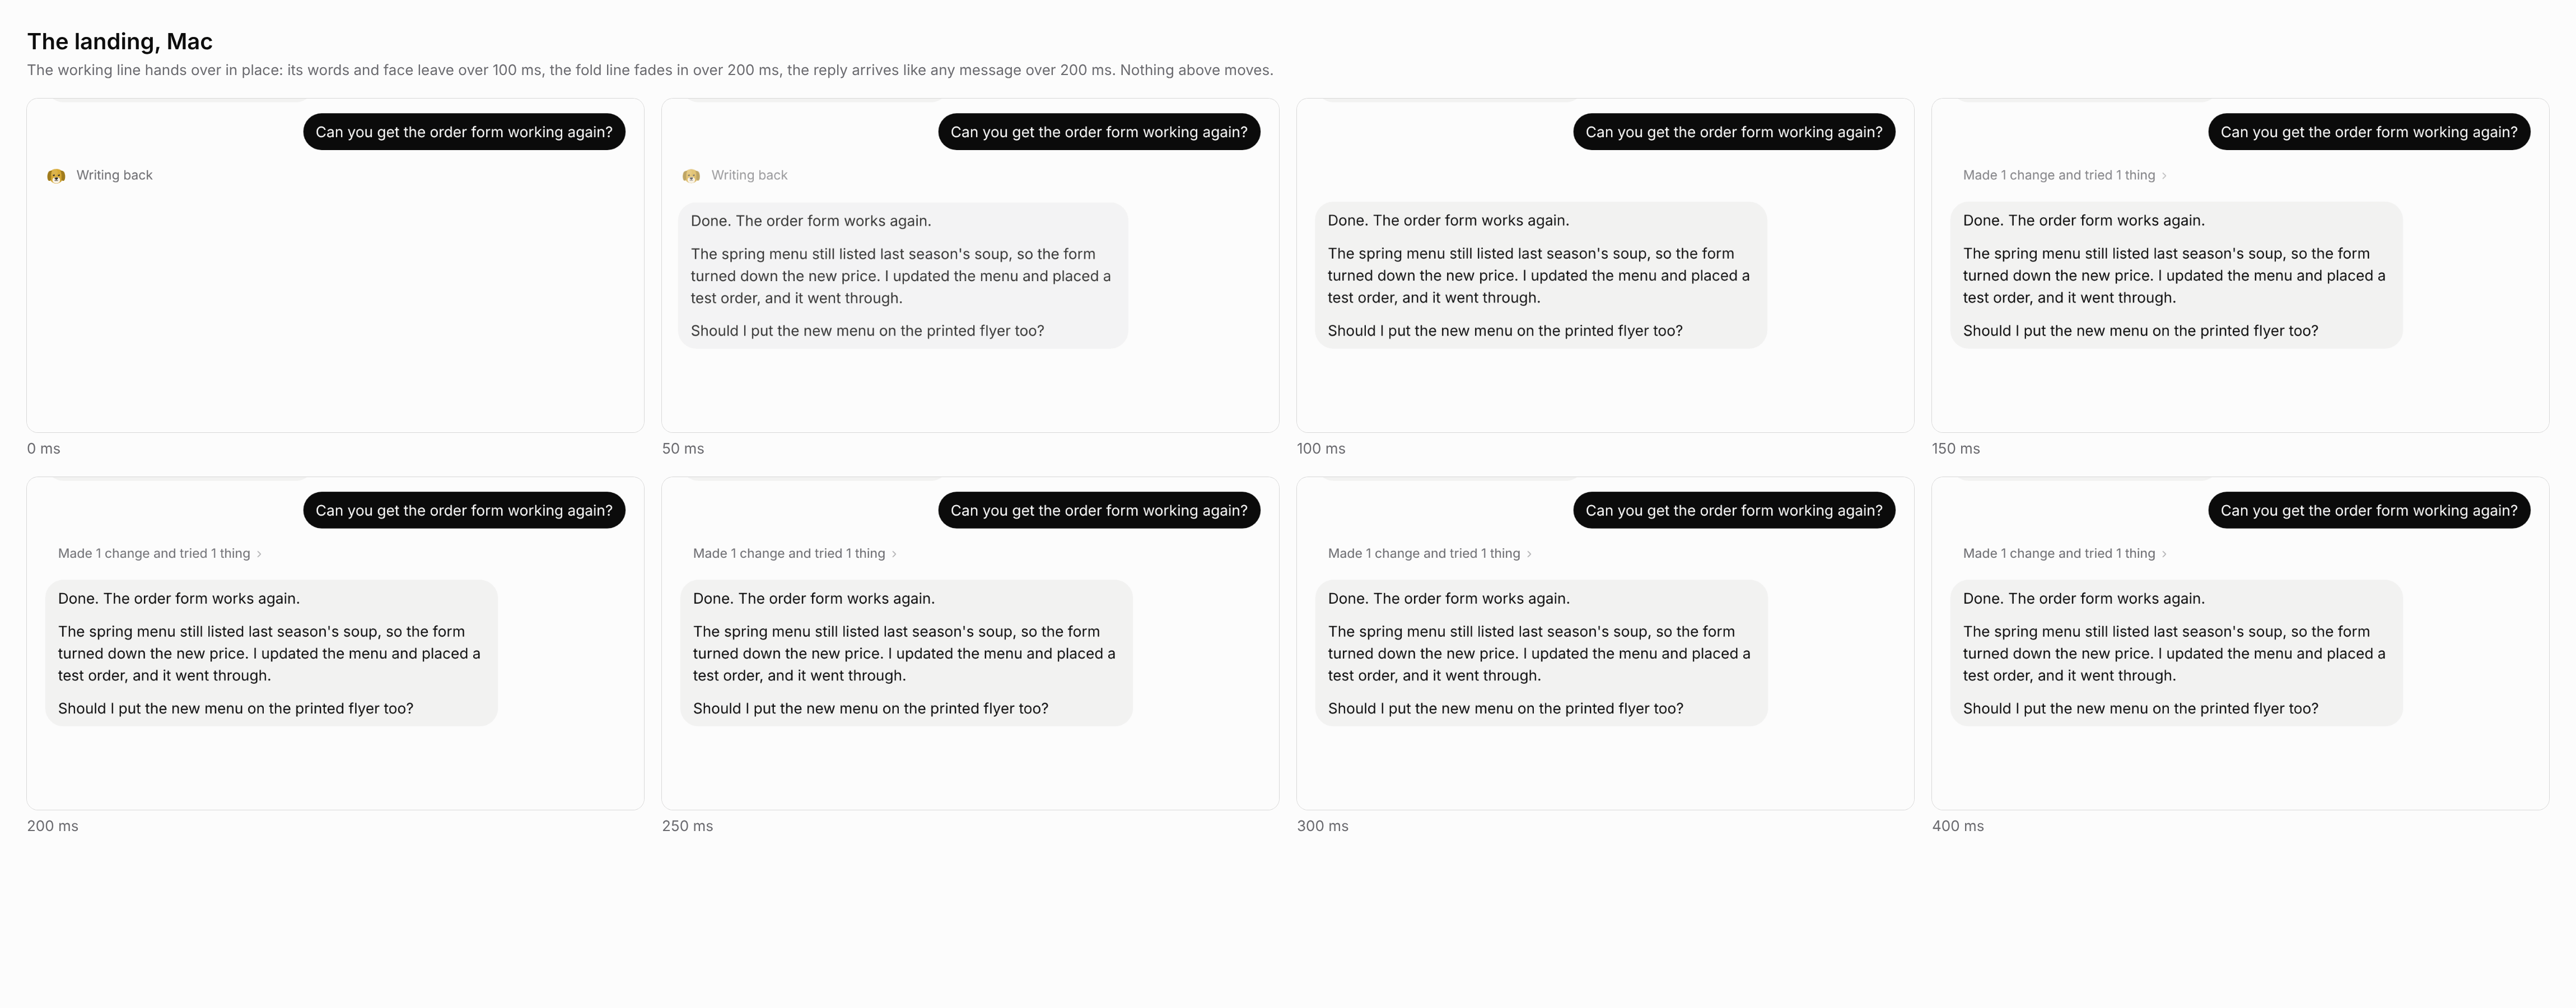 The landing, Mac
The working line hands over in place: its words and face leave over 100 ms, the fold line fades in over 200 ms, the reply arrives like any message over 200 ms. Nothing above moves.
Can you get the order form working again?
Writing back
0 ms
Can you get the order form working again?
Writing back
Done. The order form works again.
The spring menu still listed last season's soup, so the form
turned down the new price. I updated the menu and placed a
test order, and it went through.
Should I put the new menu on the printed flyer too?
50 ms
Can you get the order form working again?
Done. The order form works again.
The spring menu still listed last season's soup, so the form
turned down the new price. I updated the menu and placed a
test order, and it went through.
Should I put the new menu on the printed flyer too?
100 ms
Can you get the order form working again?
Made 1 change and tried 1 thing ›
Done. The order form works again.
The spring menu still listed last season's soup, so the form
turned down the new price. I updated the menu and placed a
test order, and it went through.
Should I put the new menu on the printed flyer too?
150 ms
Can you get the order form working again?
Made 1 change and tried 1 thing ›
Done. The order form works again.
The spring menu still listed last season's soup, so the form
turned down the new price. I updated the menu and placed a
test order, and it went through.
Should I put the new menu on the printed flyer too?
200 ms
Can you get the order form working again?
Made 1 change and tried 1 thing ›
Done. The order form works again.
The spring menu still listed last season's soup, so the form
turned down the new price. I updated the menu and placed a
test order, and it went through.
Should I put the new menu on the printed flyer too?
250 ms
Can you get the order form working again?
Made 1 change and tried 1 thing ›
Done. The order form works again.
The spring menu still listed last season's soup, so the form
turned down the new price. I updated the menu and placed a
test order, and it went through.
Should I put the new menu on the printed flyer too?
300 ms
Can you get the order form working again?
Made 1 change and tried 1 thing ›
Done. The order form works again.
The spring menu still listed last season's soup, so the form
turned down the new price. I updated the menu and placed a
test order, and it went through.
Should I put the new menu on the printed flyer too?
400 ms